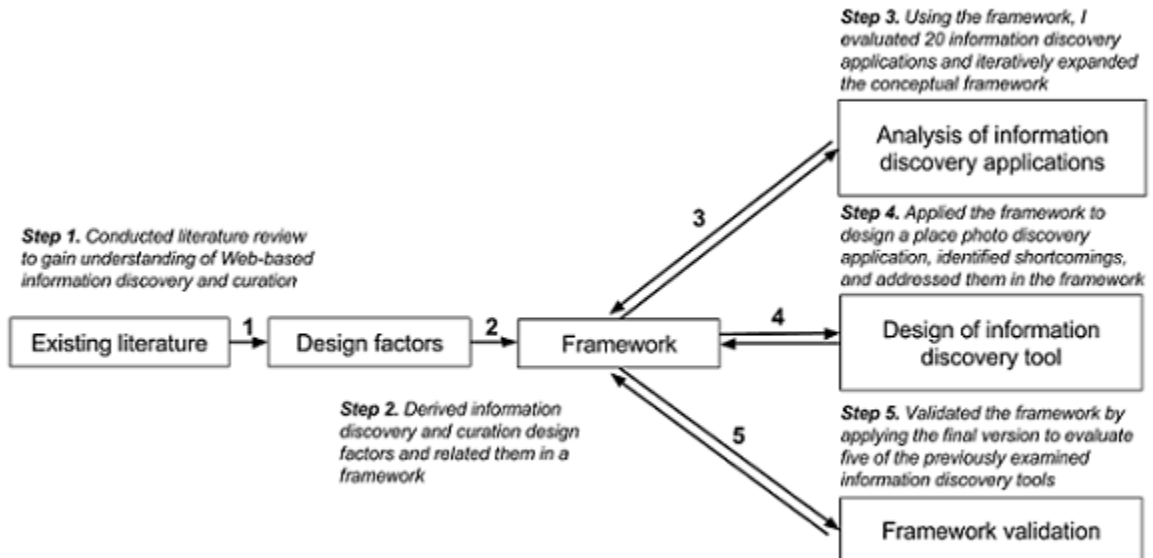 Step 3. Using the framework, I
evaluated 20 information discovery
applications and iteratively expanded
the conceptual framework
Analysis of information
discovery applications
3
Step 1. Conducted literature review
to gain understanding of Web-based
information discovery and curation
Step 4. Applied the framework to
design a place photo discovery
application, identified shortcomings,
and addressed them in the framework
Existing literature
1
Design factors
2
Framework
4
Design of information
discovery tool
Step 2. Derived information
discovery and curation design
factors and related them in a
framework
5
Step 5. Validated the framework by
applying the final version to evaluate
five of the previously examined
information discovery tools
Framework validation